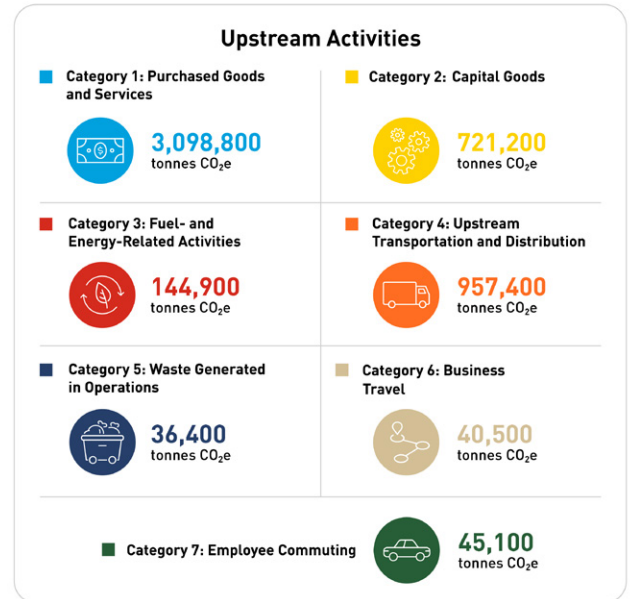 Upstream Activities
Category 1: Purchased Goods
and Services
3,098,800
tonnes CO₂e
Category 2: Capital Goods
721,200
tonnes CO₂e
Category 3: Fuel- and
Energy-Related Activities
144,900
tonnes CO₂e
Category 4: Upstream
Transportation and Distribution
957,400
tonnes CO₂e
Category 5: Waste Generated
in Operations
36,400
tonnes CO₂e
Category 6: Business
Travel
40,500
tonnes CO₂e
Category 7: Employee Commuting
45,100
tonnes CO₂e